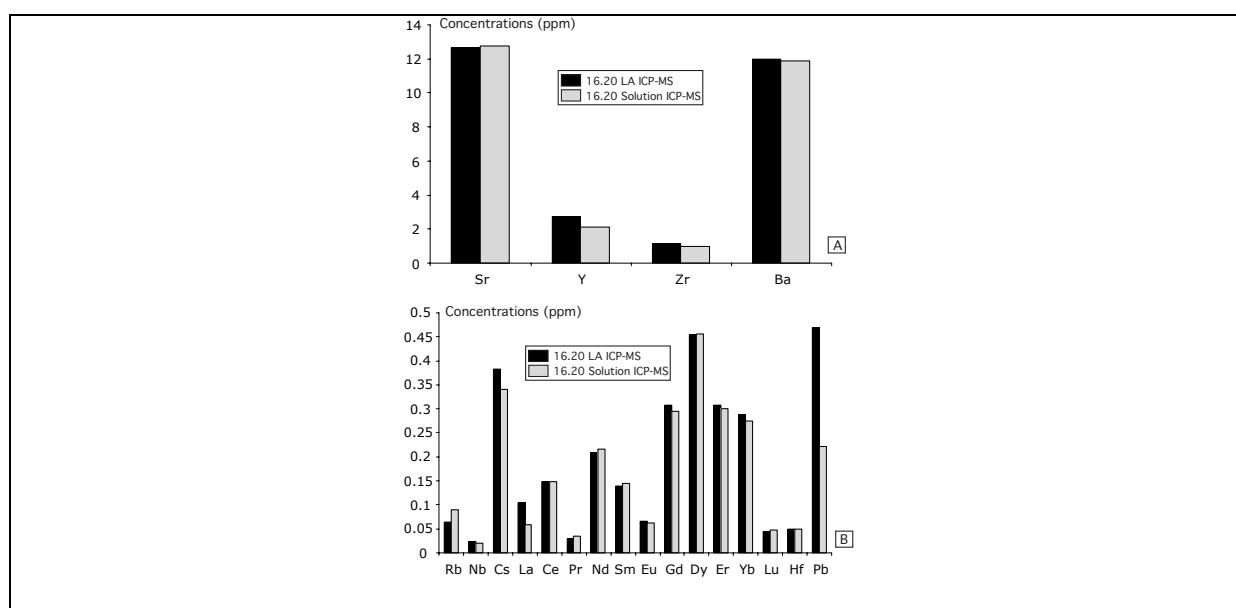 Concentrations (ppm)
14
12
10
8
6
4
2
0
16.20 LA ICP-MS
16.20 Solution ICP-MS
A
Sr Y Zr Ba
Concentrations (ppm)
0.5
0.45
0.4
0.35
0.3
0.25
0.2
0.15
0.1
0.05
0
16.20 LA ICP-MS
16.20 Solution ICP-MS
B
Rb Nb Cs La Ce Pr Nd Sm Eu Gd Dy Er Yb Lu Hf Pb